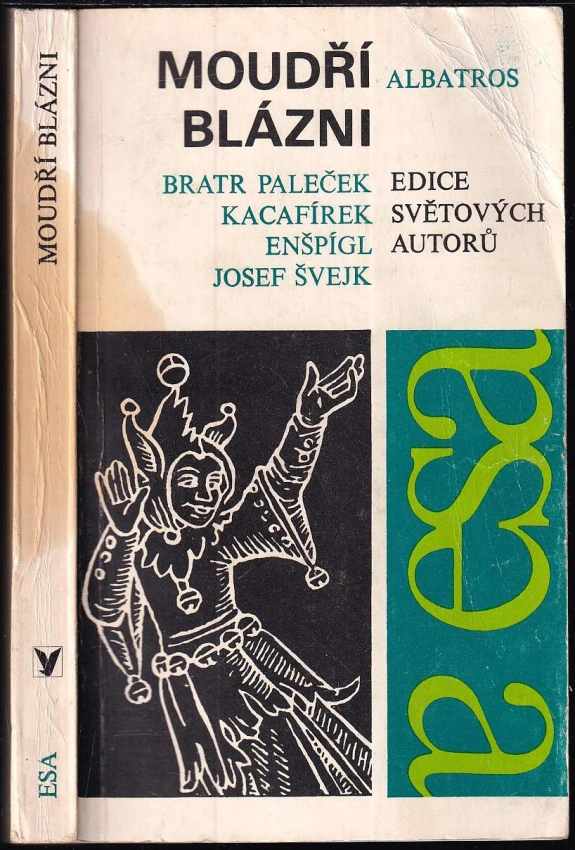 MOUDŘÍ BLÁZNI
ESA
MOUDŘÍ
BLÁZNI
ALBATROS
BRATR PALEČEK
KACAFÍREK
ENŠPÍGL
JOSEF ŠVEJK
EDICE
SVĚTOVÝCH
AUTORŮ
a esa